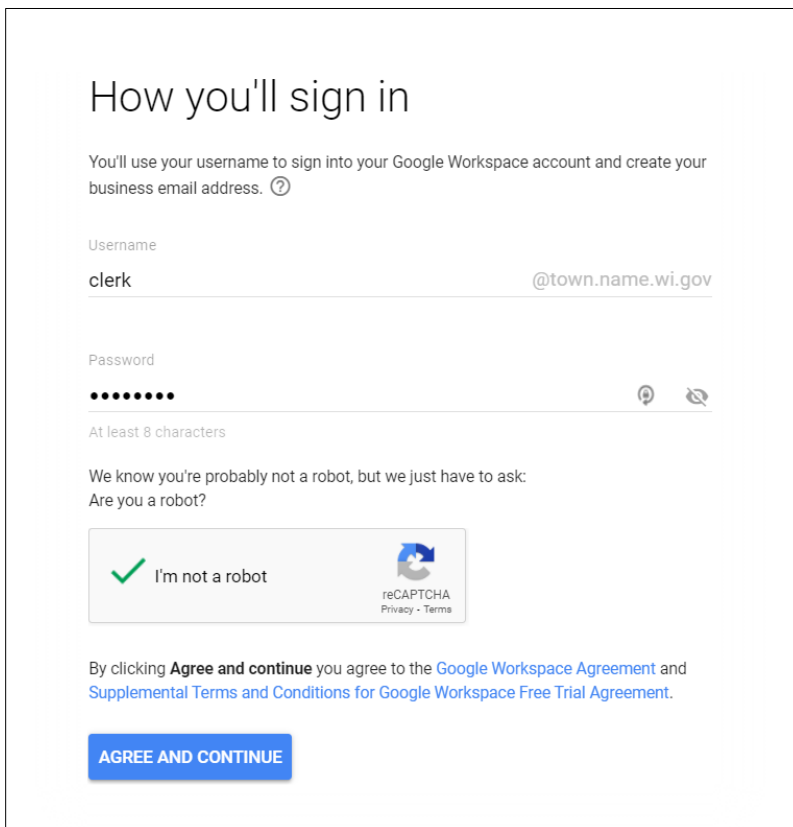 How you'll sign in
You'll use your username to sign into your Google Workspace account and create your
business email address. ?
Username
clerk @town.name.wi.gov
Password
••••••••
At least 8 characters
We know you're probably not a robot, but we just have to ask:
Are you a robot?
I'm not a robot
reCAPTCHA
Privacy - Terms
By clicking Agree and continue you agree to the Google Workspace Agreement and
Supplemental Terms and Conditions for Google Workspace Free Trial Agreement.
AGREE AND CONTINUE